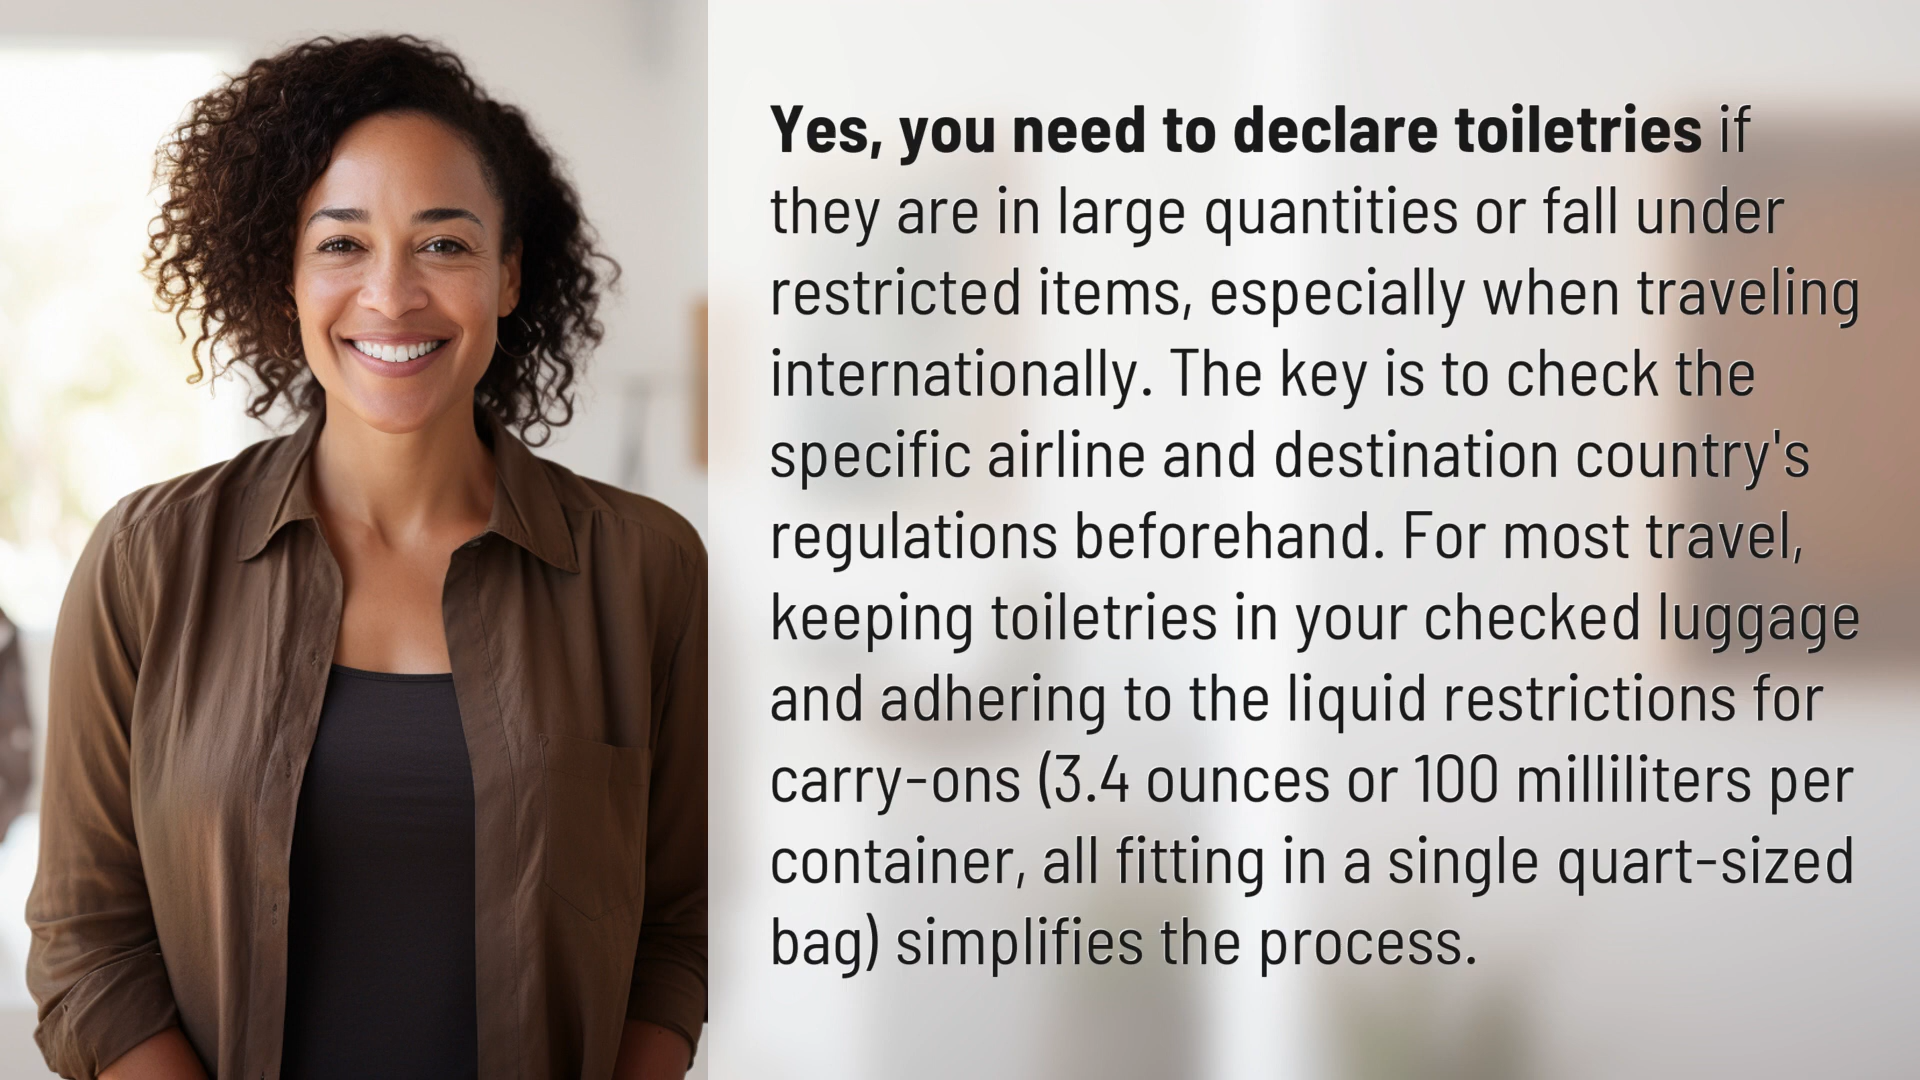 Yes, you need to declare toiletries if
they are in large quantities or fall under
restricted items, especially when traveling
internationally. The key is to check the
specific airline and destination country's
regulations beforehand. For most travel,
keeping toiletries in your checked luggage
and adhering to the liquid restrictions for
carry-ons (3.4 ounces or 100 milliliters per
container, all fitting in a single quart-sized
bag) simplifies the process.